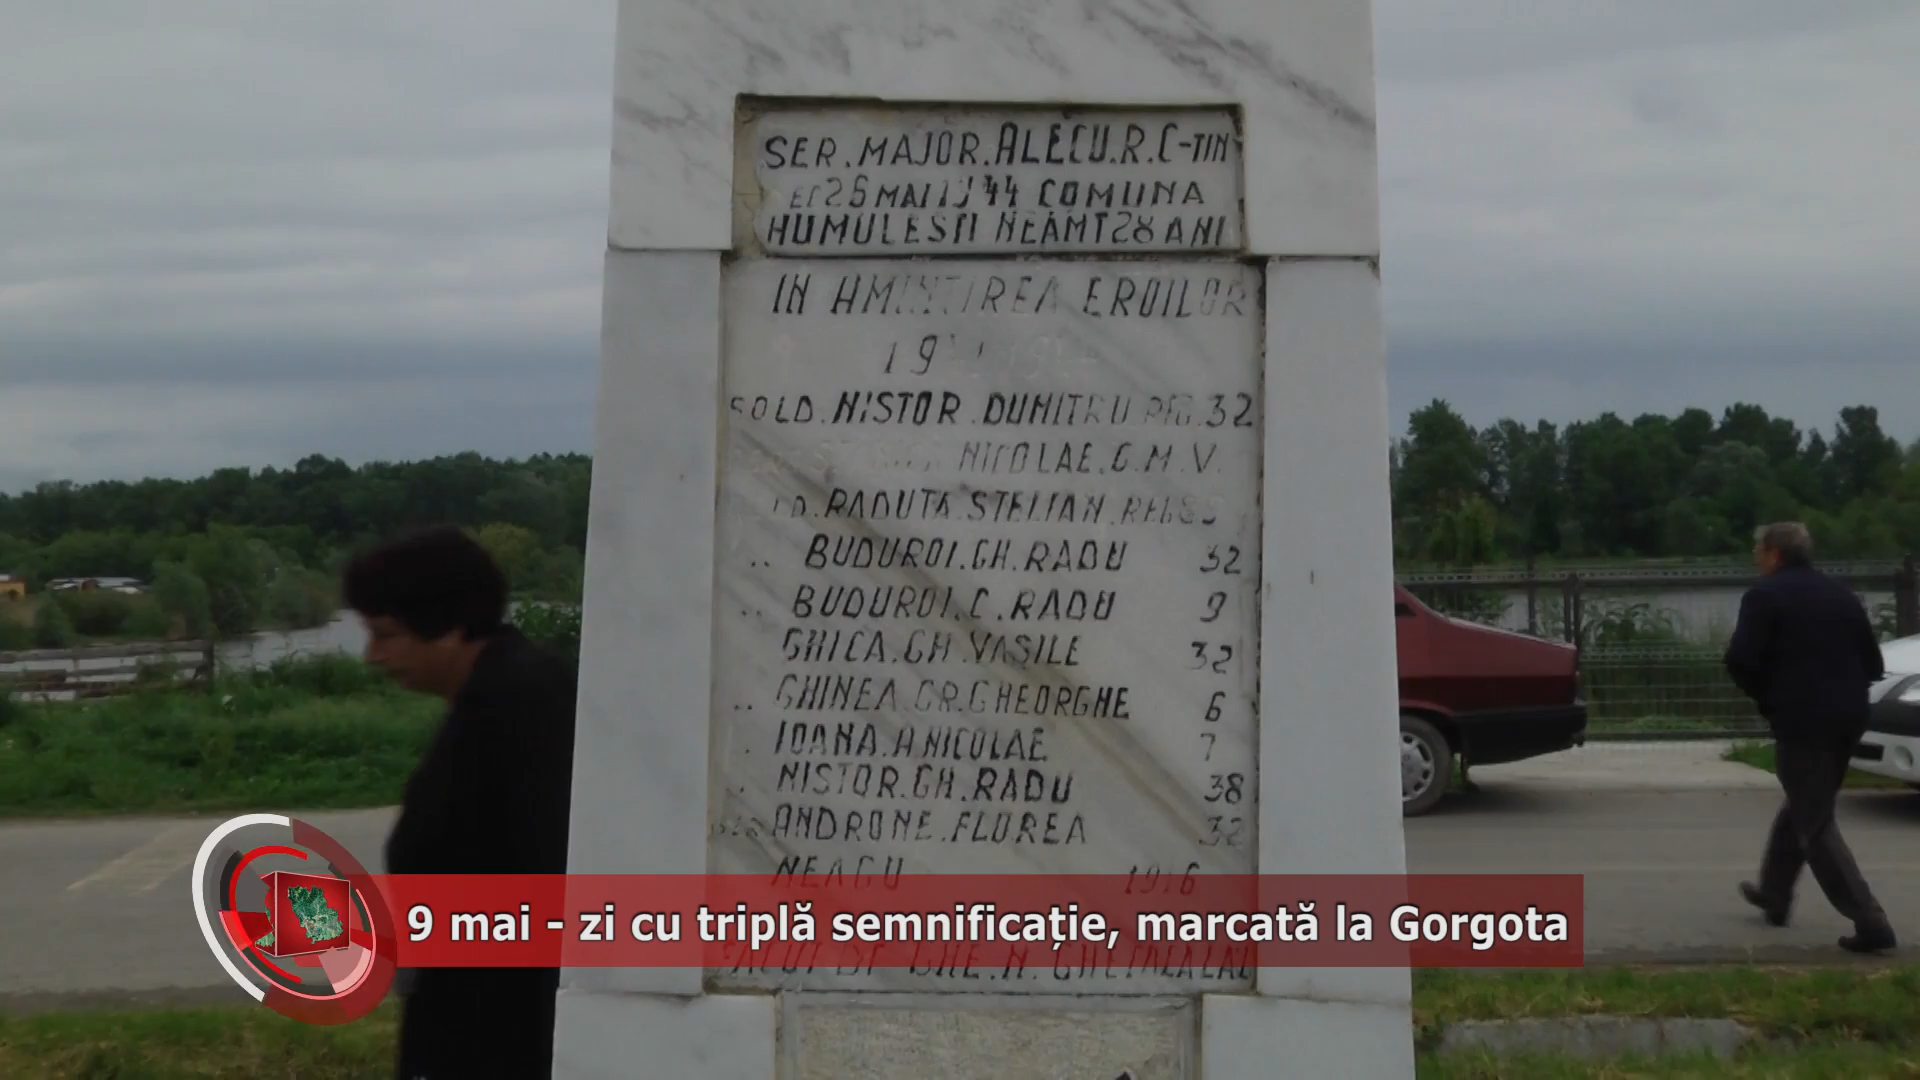 SER. MAJOR. ALECU. R. C-TIN
26 MAI 1944 COMUNA
HUMULESTI NEAMT 28 ANI
IN AMINTIREA EROILOR
SOLD. NISTOR. DUMITRU REG. 32
NICOLAE. G. M. V.
RADUTA. STELIAN. REG
.. BUDUROI. GH. RADU 32
.. BUDUROI. C. RADU 9
GHICA. GH. VASILE 32
.. GHINEA. GR. GHEORGHE 6
. IOANA. A. NICOLAE 7
. NISTOR. GH. RADU 38
ANDRONE. FLOREA 32
NEAGU 1916
9 mai - zi cu triplă semnificație, marcată la Gorgota